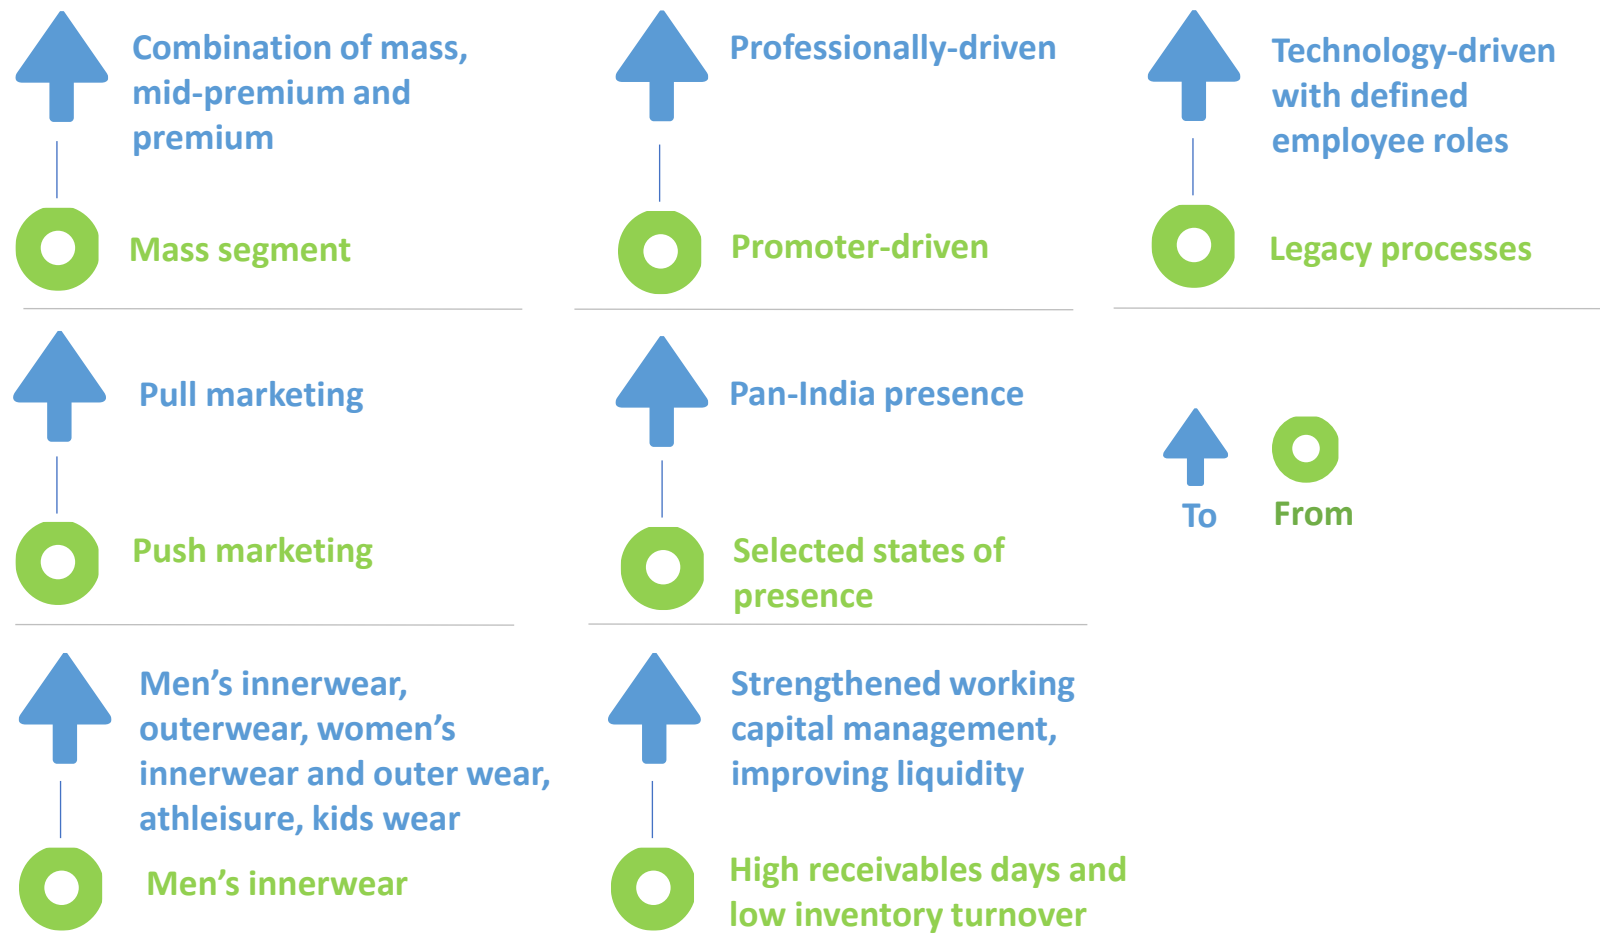 Combination of mass,
mid-premium and
premium
Mass segment
Professionally-driven
Promoter-driven
Technology-driven
with defined
employee roles
Legacy processes
Pull marketing
Push marketing
Pan-India presence
Selected states of
presence
To
From
Men’s innerwear,
outerwear, women’s
innerwear and outer wear,
athleisure, kids wear
Men’s innerwear
Strengthened working
capital management,
improving liquidity
High receivables days and
low inventory turnover